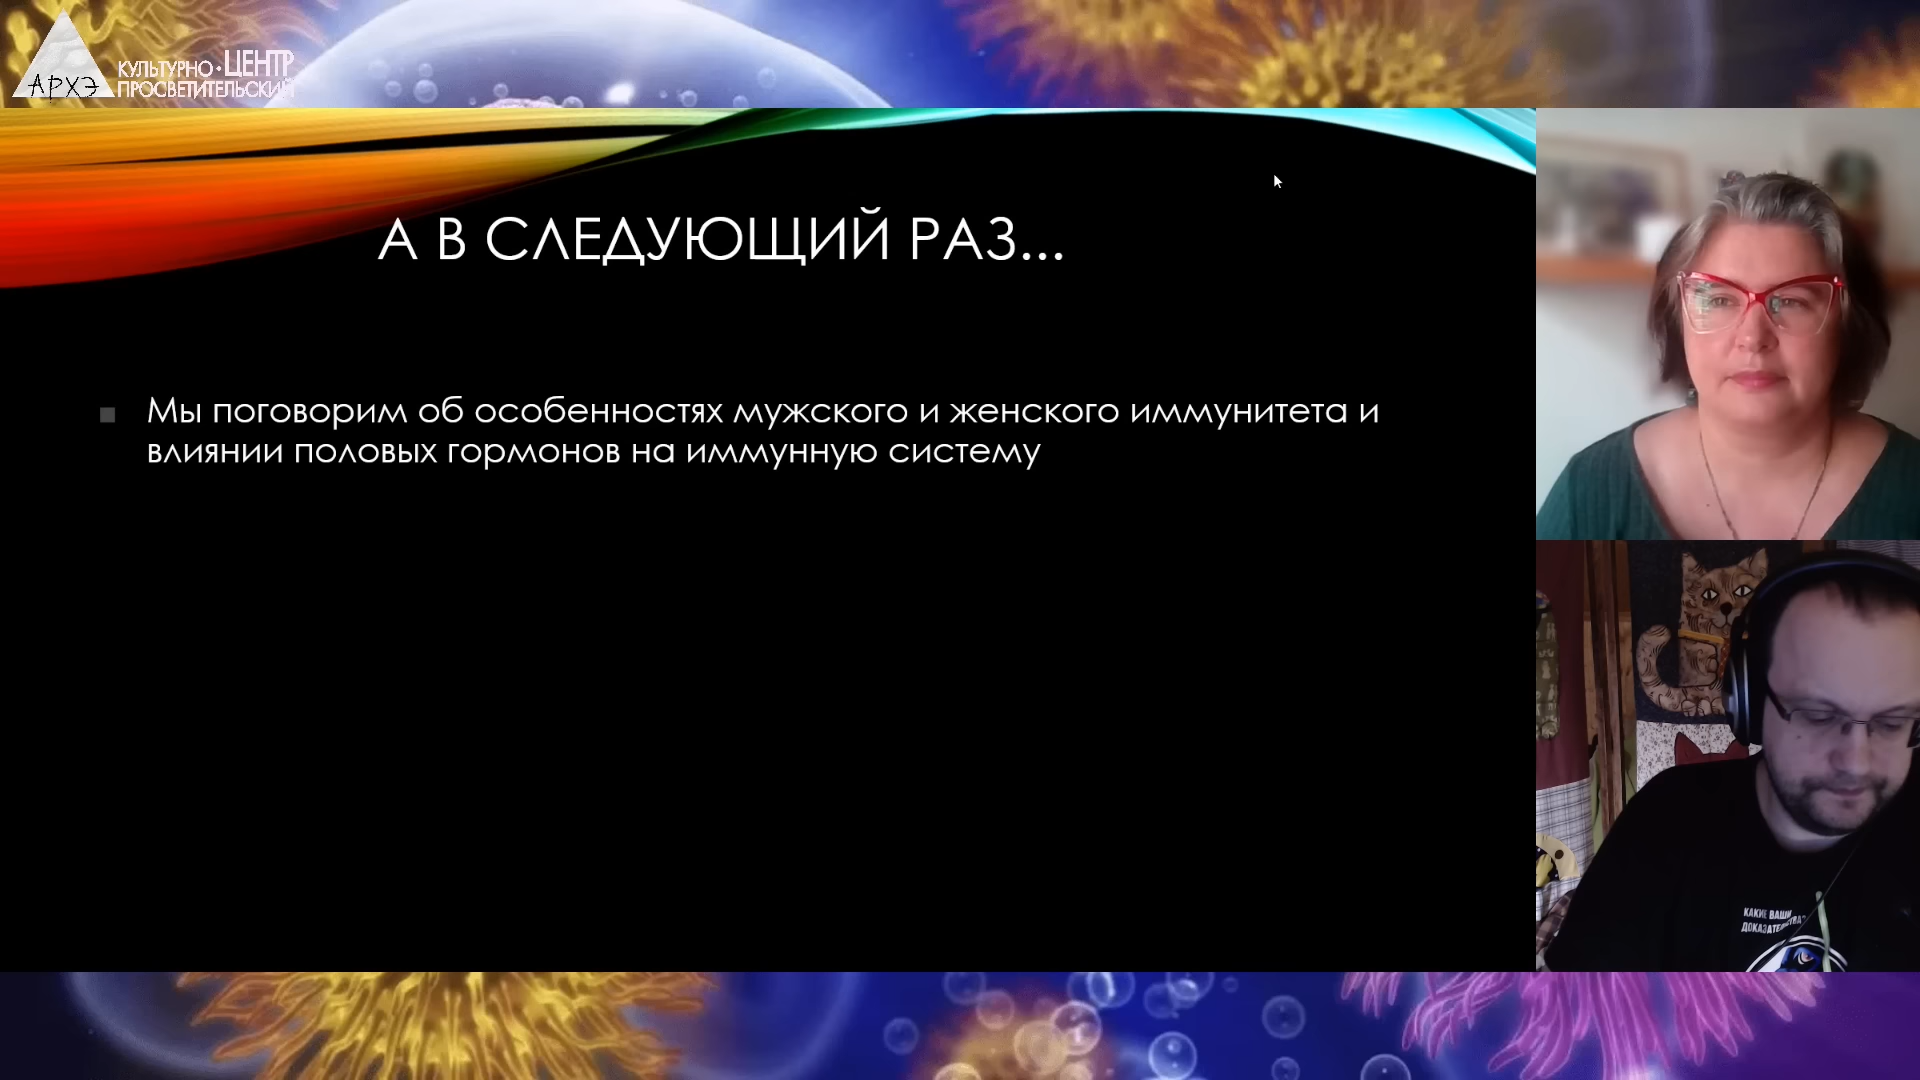 АРХЭ
КУЛЬТУРНО·ЦЕНТР
ПРОСВЕТИТЕЛЬСКИЙ
А В СЛЕДУЮЩИЙ РАЗ...
Мы поговорим об особенностях мужского и женского иммунитета и
влиянии половых гормонов на иммунную систему
КАКИЕ ВАШИ
ДОКАЗАТЕЛЬСТВА?